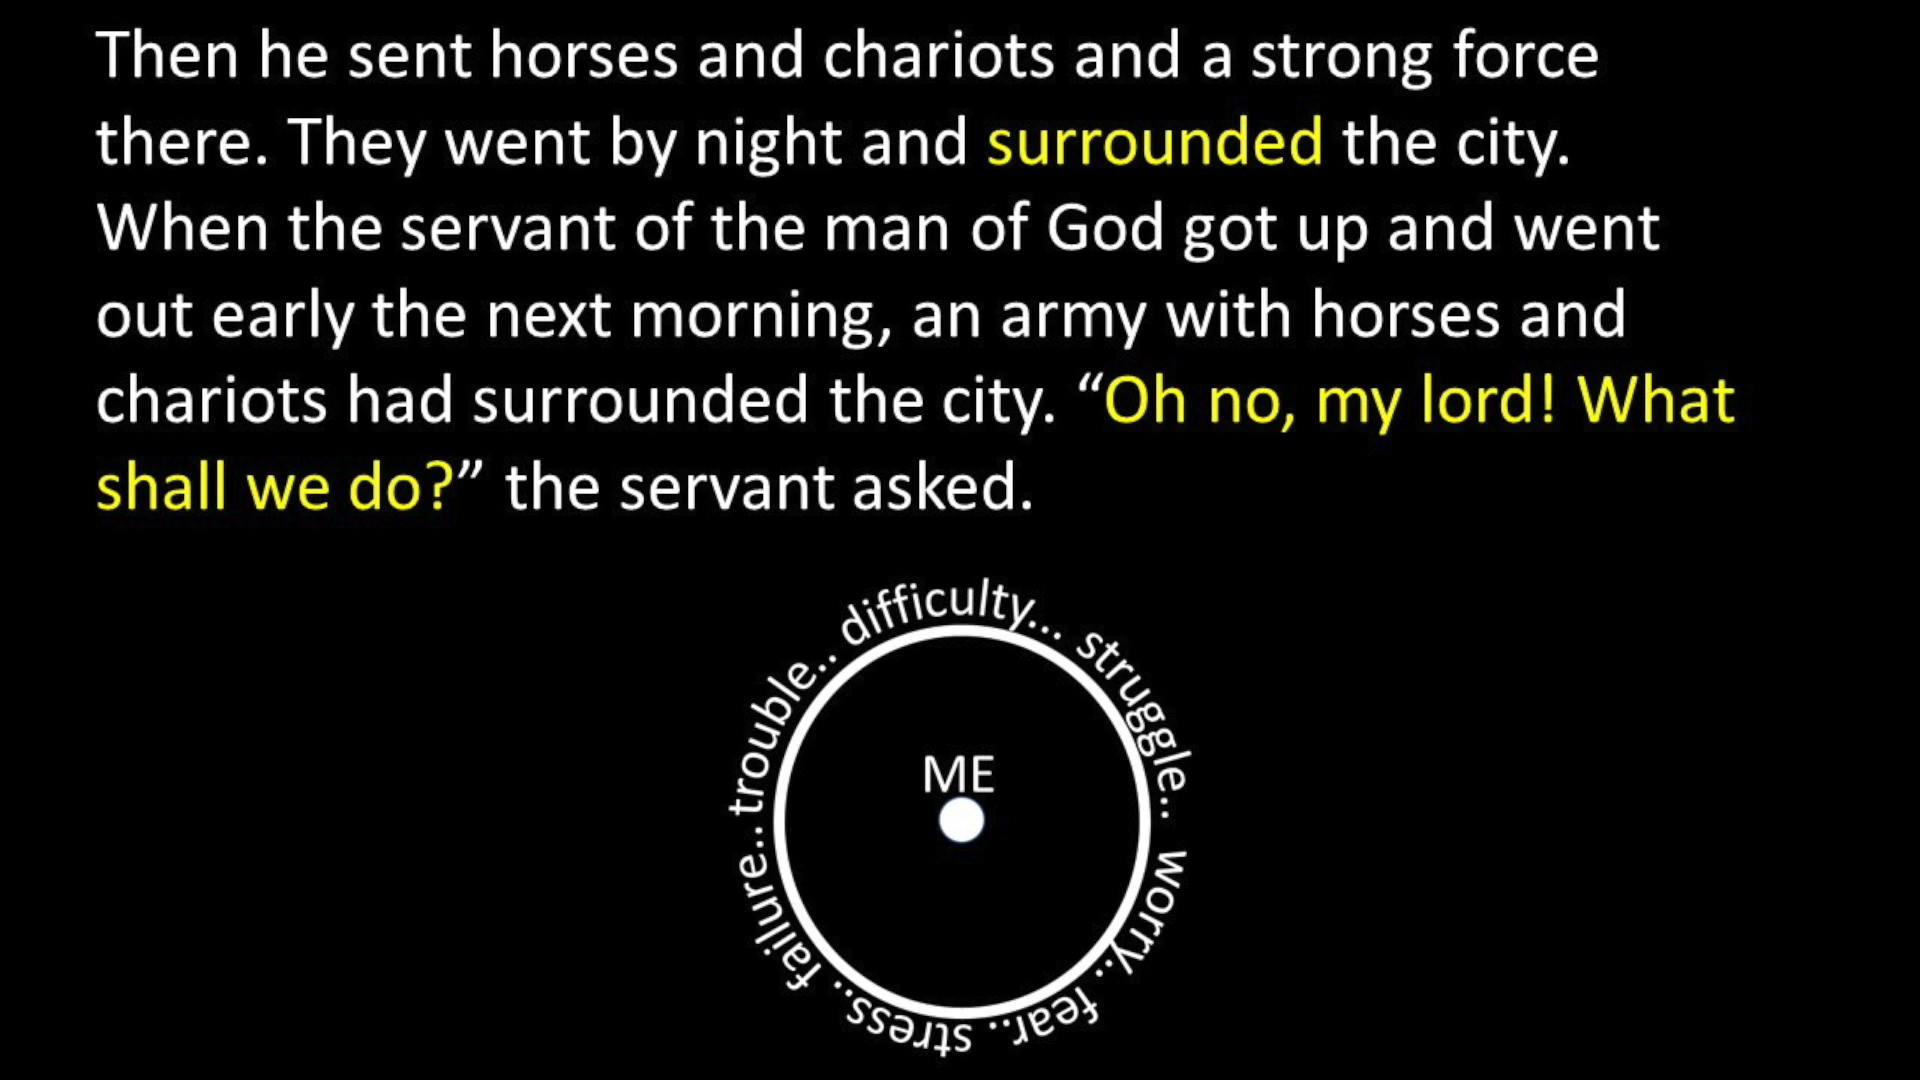 Then he sent horses and chariots and a strong force
there. They went by night and surrounded the city.
When the servant of the man of God got up and went
out early the next morning, an army with horses and
chariots had surrounded the city. “Oh no, my lord! What
shall we do?” the servant asked.
trouble.. difficulty... struggle.. worry.. fear.. stress.. failure..
ME